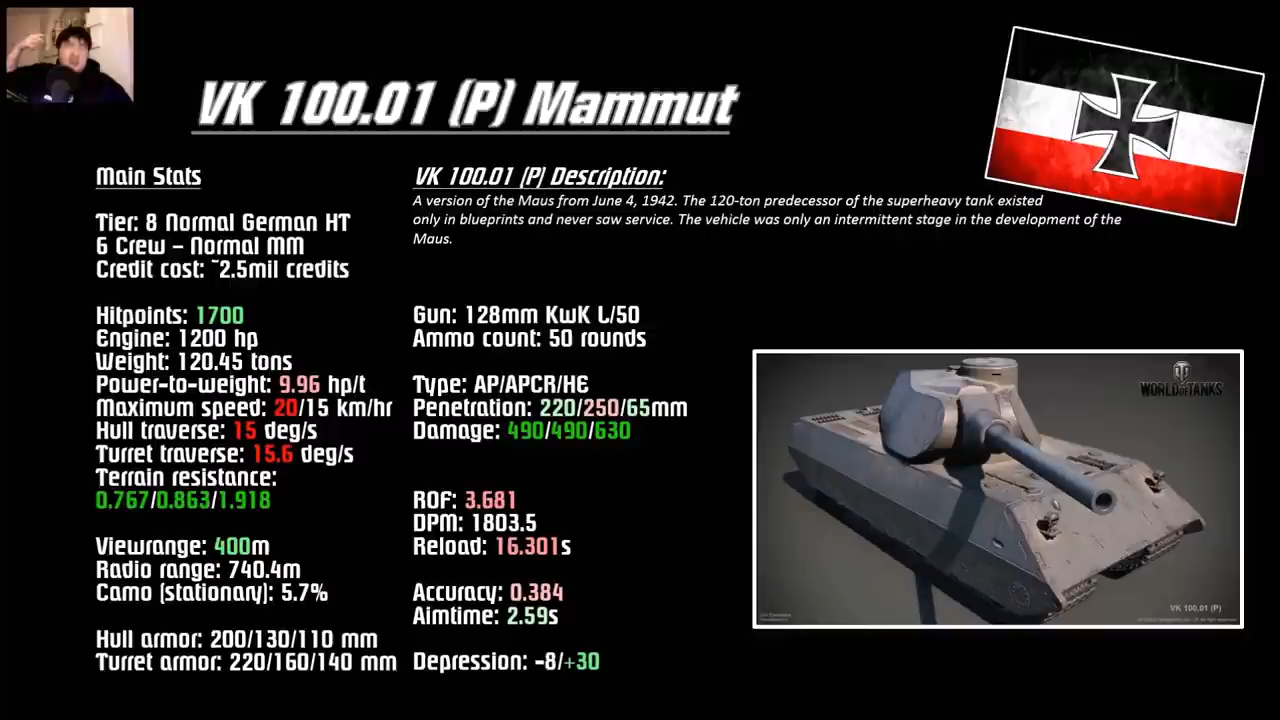 VK 100.01 (P) Mammut
Main Stats
Tier: 8 Normal German HT
6 Crew – Normal MM
Credit cost: ~2.5mil credits
Hitpoints: 1700
Engine: 1200 hp
Weight: 120.45 tons
Power-to-weight: 9.96 hp/t
Maximum speed: 20/15 km/hr
Hull traverse: 15 deg/s
Turret traverse: 15.6 deg/s
Terrain resistance:
0.767/0.863/1.918
Viewrange: 400m
Radio range: 740.4m
Camo (stationary): 5.7%
Hull armor: 200/130/110 mm
Turret armor: 220/160/140 mm
VK 100.01 (P) Description:
A version of the Maus from June 4, 1942. The 120-ton predecessor of the superheavy tank existed
only in blueprints and never saw service. The vehicle was only an intermittent stage in the development of the
Maus.
Gun: 128mm KwK L/50
Ammo count: 50 rounds
Type: AP/APCR/HE
Penetration: 220/250/65mm
Damage: 490/490/630
ROF: 3.681
DPM: 1803.5
Reload: 16.301s
Accuracy: 0.384
Aimtime: 2.59s
Depression: -8/+30
WORLD OF TANKS
VK 100.01 (P)